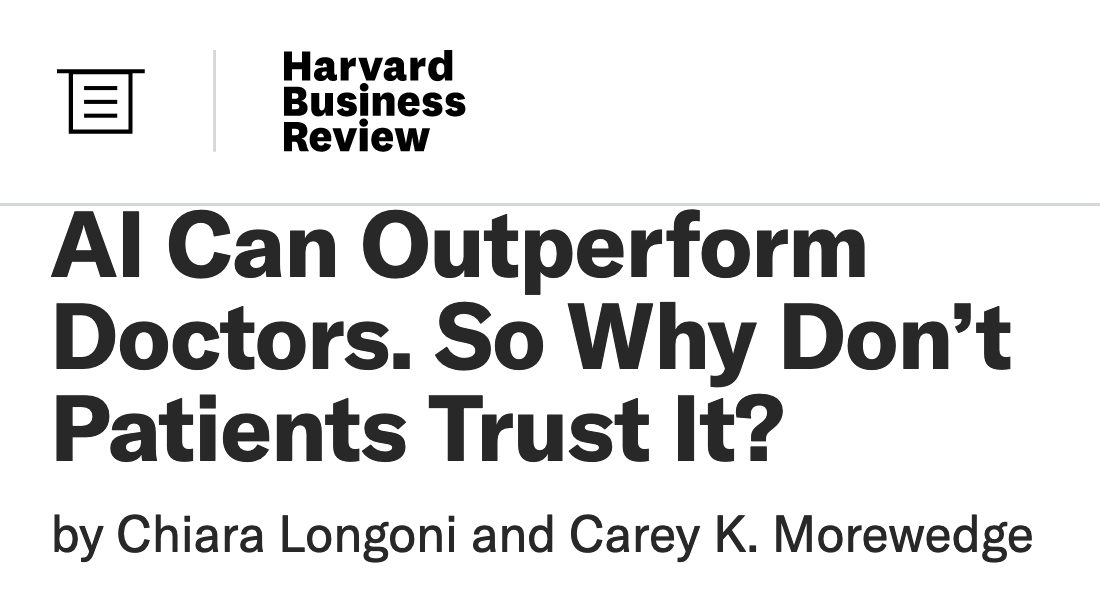 Harvard
Business
Review
AI Can Outperform
Doctors. So Why Don’t
Patients Trust It?
by Chiara Longoni and Carey K. Morewedge